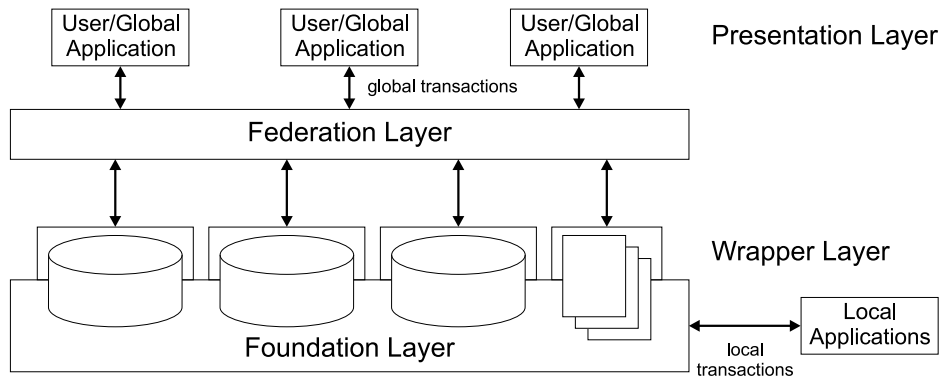 User/Global
Application
User/Global
Application
User/Global
Application
Presentation Layer
global transactions
Federation Layer
Wrapper Layer
Local
Applications
Foundation Layer
local
transactions